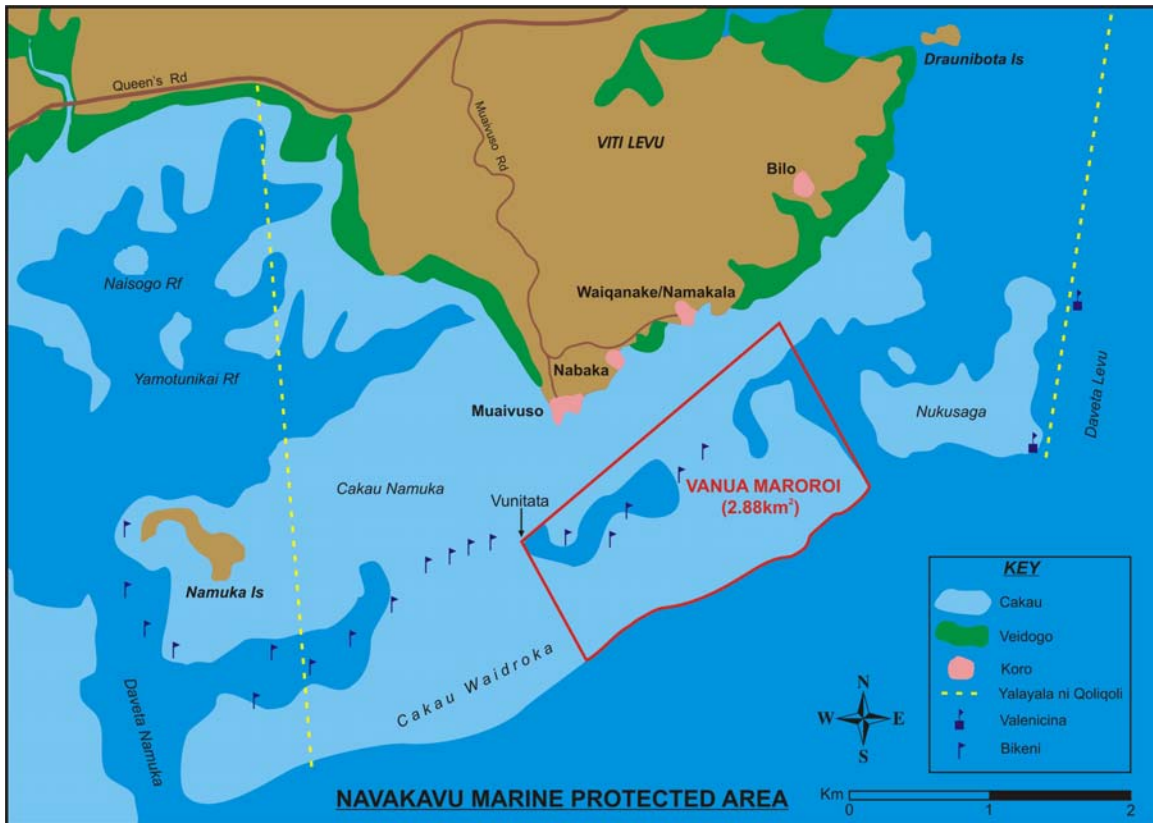 Draunibota Is
Queen's Rd
Muaivuso Rd
VITI LEVU
Bilo
Naisogo Rf
Waiqanake/Namakala
Yamotunikai Rf
Nabaka
Daveta Levu
Muaivuso
Nukusaga
Cakau Namuka
Vunitata
VANUA MAROROI
(2.88km²)
Namuka Is
Cakau Waidroka
Daveta Namuka
KEY
Cakau
Veidogo
Koro
Yalayala ni Qoliqoli
Valenicina
Bikeni
N
W E
S
NAVAKAVU MARINE PROTECTED AREA
Km
0 1 2